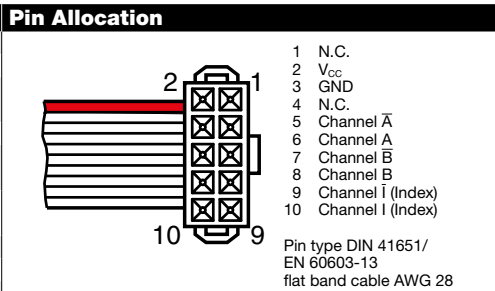 Pin Allocation
2 1
10 9
1 N.C.
2 V_CC
3 GND
4 N.C.
5 Channel A̅
6 Channel A
7 Channel B̅
8 Channel B
9 Channel I̅ (Index)
10 Channel I (Index)
Pin type DIN 41651/
EN 60603-13
flat band cable AWG 28